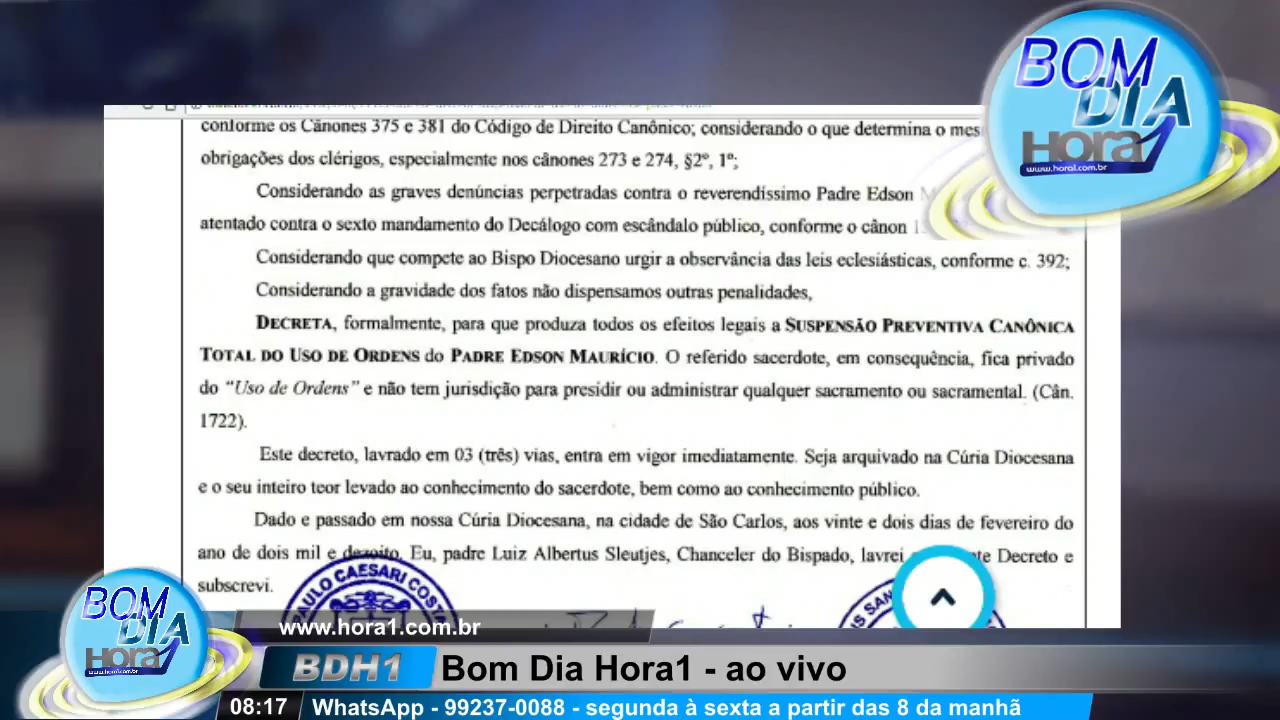 BOM
DIA
Hora1
www.hora1.com.br
conforme os Cânones 375 e 381 do Código de Direito Canônico; considerando o que determina o
obrigações dos clérigos, especialmente nos cânones 273 e 274, §2º, 1º;
Considerando as graves denúncias perpetradas contra o reverendíssimo Padre Edson
atentado contra o sexto mandamento do Decálogo com escândalo público, conforme o cânon
Considerando que compete ao Bispo Diocesano urgir a observância das leis eclesiásticas, conforme c. 392;
Considerando a gravidade dos fatos não dispensamos outras penalidades,
DECRETA, formalmente, para que produza todos os efeitos legais a SUSPENSÃO PREVENTIVA CANÔNICA
TOTAL DO USO DE ORDENS do PADRE EDSON MAURÍCIO. O referido sacerdote, em consequência, fica privado
do “Uso de Ordens” e não tem jurisdição para presidir ou administrar qualquer sacramento ou sacramental. (Cân.
1722).
Este decreto, lavrado em 03 (três) vias, entra em vigor imediatamente. Seja arquivado na Cúria Diocesana
e o seu inteiro teor levado ao conhecimento do sacerdote, bem como ao conhecimento público.
Dado e passado em nossa Cúria Diocesana, na cidade de São Carlos, aos vinte e dois dias de fevereiro do
ano de dois mil e dezoito. Eu, padre Luiz Albertus Sleutjes, Chanceler do Bispado, lavrei Decreto e
subscrevi.
PAULO CAESARI COSTA
BOM
DIA
Hora1
www.hora1.com.br
www.hora1.com.br
BDH1 Bom Dia Hora1 - ao vivo
08:17 WhatsApp - 99237-0088 - segunda à sexta a partir das 8 da manhã